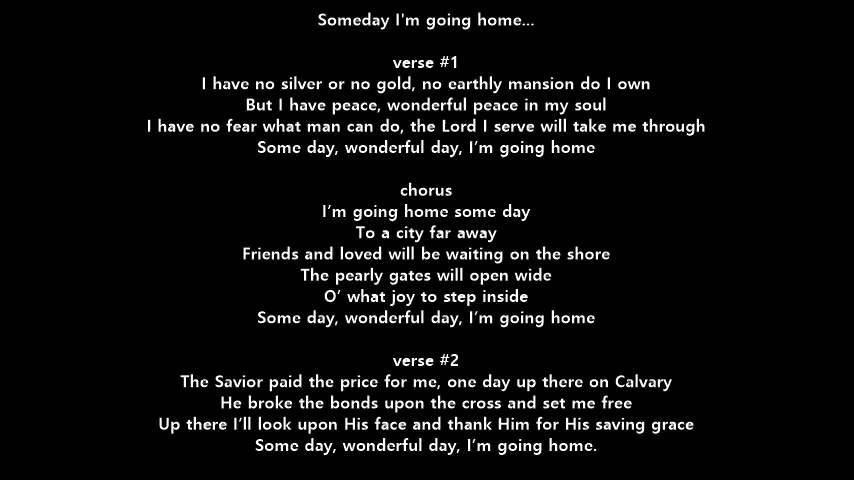 Someday I'm going home...
verse #1
I have no silver or no gold, no earthly mansion do I own
But I have peace, wonderful peace in my soul
I have no fear what man can do, the Lord I serve will take me through
Some day, wonderful day, I’m going home
chorus
I’m going home some day
To a city far away
Friends and loved will be waiting on the shore
The pearly gates will open wide
O’ what joy to step inside
Some day, wonderful day, I’m going home
verse #2
The Savior paid the price for me, one day up there on Calvary
He broke the bonds upon the cross and set me free
Up there I’ll look upon His face and thank Him for His saving grace
Some day, wonderful day, I’m going home.